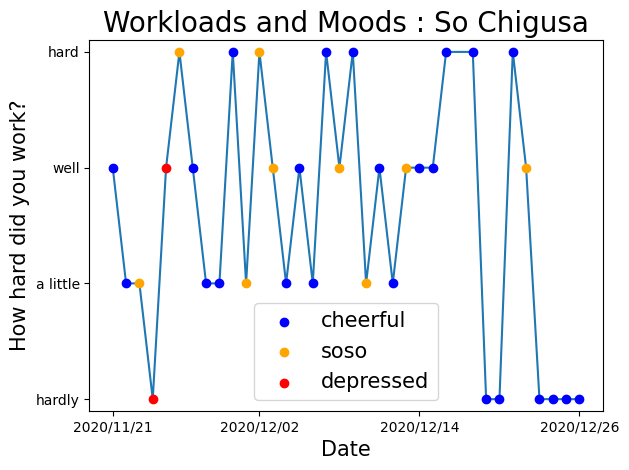 Workloads and Moods : So Chigusa
How hard did you work?
hard
well
a little
hardly
cheerful
soso
depressed
2020/11/21 2020/12/02 2020/12/14 2020/12/26
Date